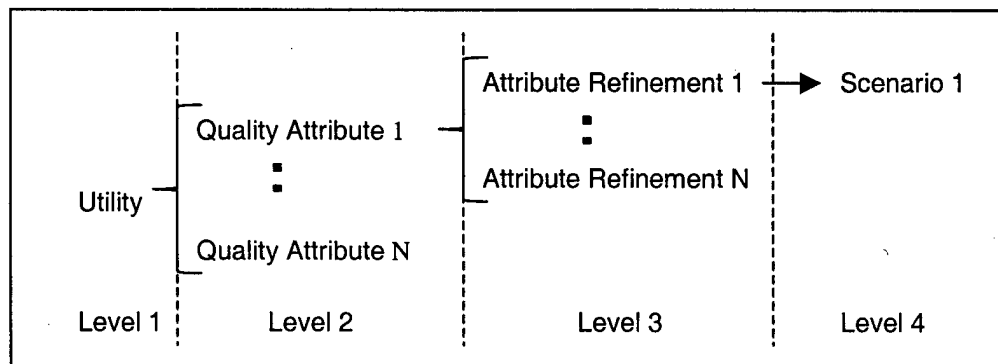 Attribute Refinement 1
Scenario 1
Quality Attribute 1
Attribute Refinement N
Utility
Quality Attribute N
Level 1
Level 2
Level 3
Level 4